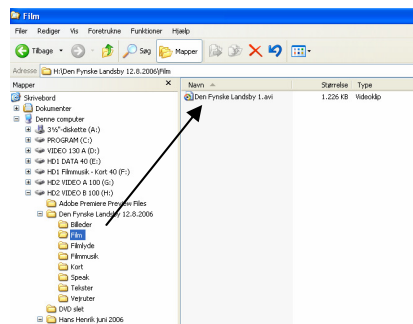 Film
Filer Rediger Vis Foretrukne Funktioner Hjælp
Tilbage Søg Mapper
Adresse H:\Den Fynske Landsby 12.8.2006\Film
Mapper × Navn Størrelse Type
Skrivebord Den Fynske Landsby 1.avi 1.226 KB Videoklip
Dokumenter
Denne computer
3½"-diskette (A:)
PROGRAM (C:)
VIDEO 130 A (D:)
HD1 DATA 40 (E:)
HD1 Filmmusik - Kort 40 (F:)
HD2 VIDEO A 100 (G:)
HD2 VIDEO B 100 (H:)
Adobe Premiere Preview Files
Den Fynske Landsby 12.8.2006
Billeder
Film
Filmlyde
Filmmusik
Kort
Speak
Tekster
Vejruter
DVD slet
Hans Henrik juni 2006